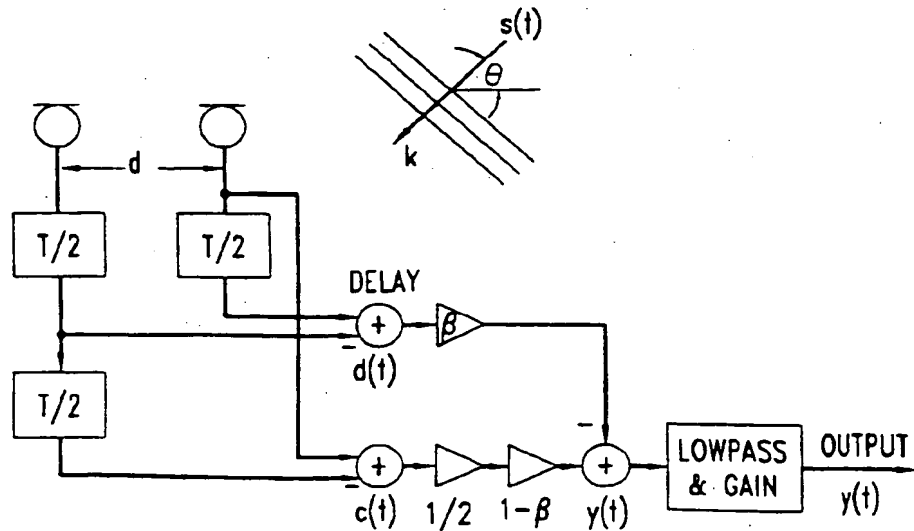 s(t)
θ
k
d
T/2 T/2
DELAY
+ β
- d(t)
T/2
-
+ + LOWPASS & GAIN OUTPUT
- c(t) 1/2 1-β y(t) y(t)